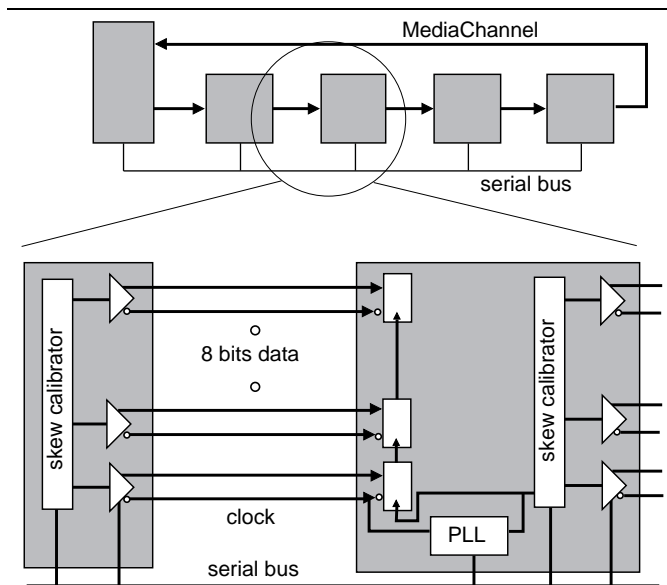 MediaChannel
serial bus
skew calibrator
8 bits data
skew calibrator
clock
PLL
serial bus